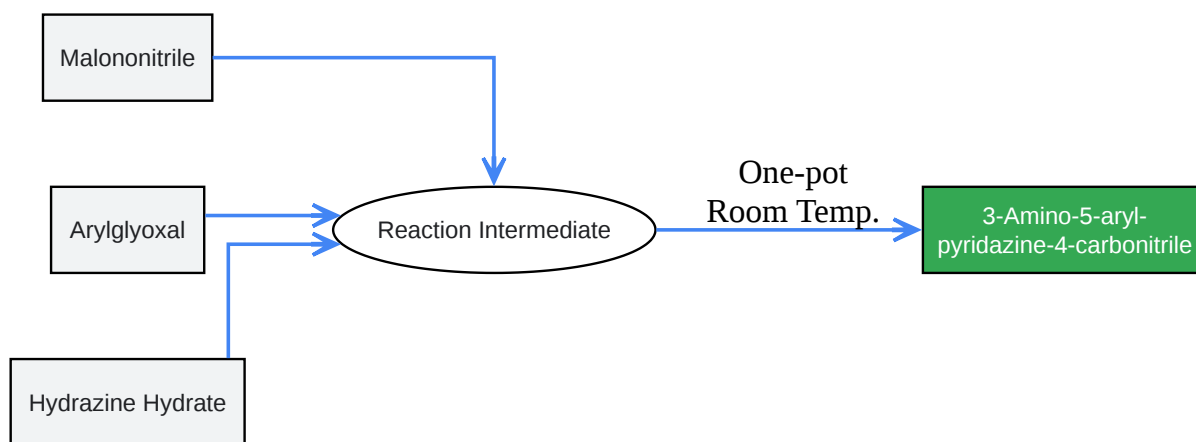 Malononitrile
One-pot
Room Temp.
Arylglyoxal
Reaction Intermediate
3-Amino-5-aryl-
pyridazine-4-carbonitrile
Hydrazine Hydrate